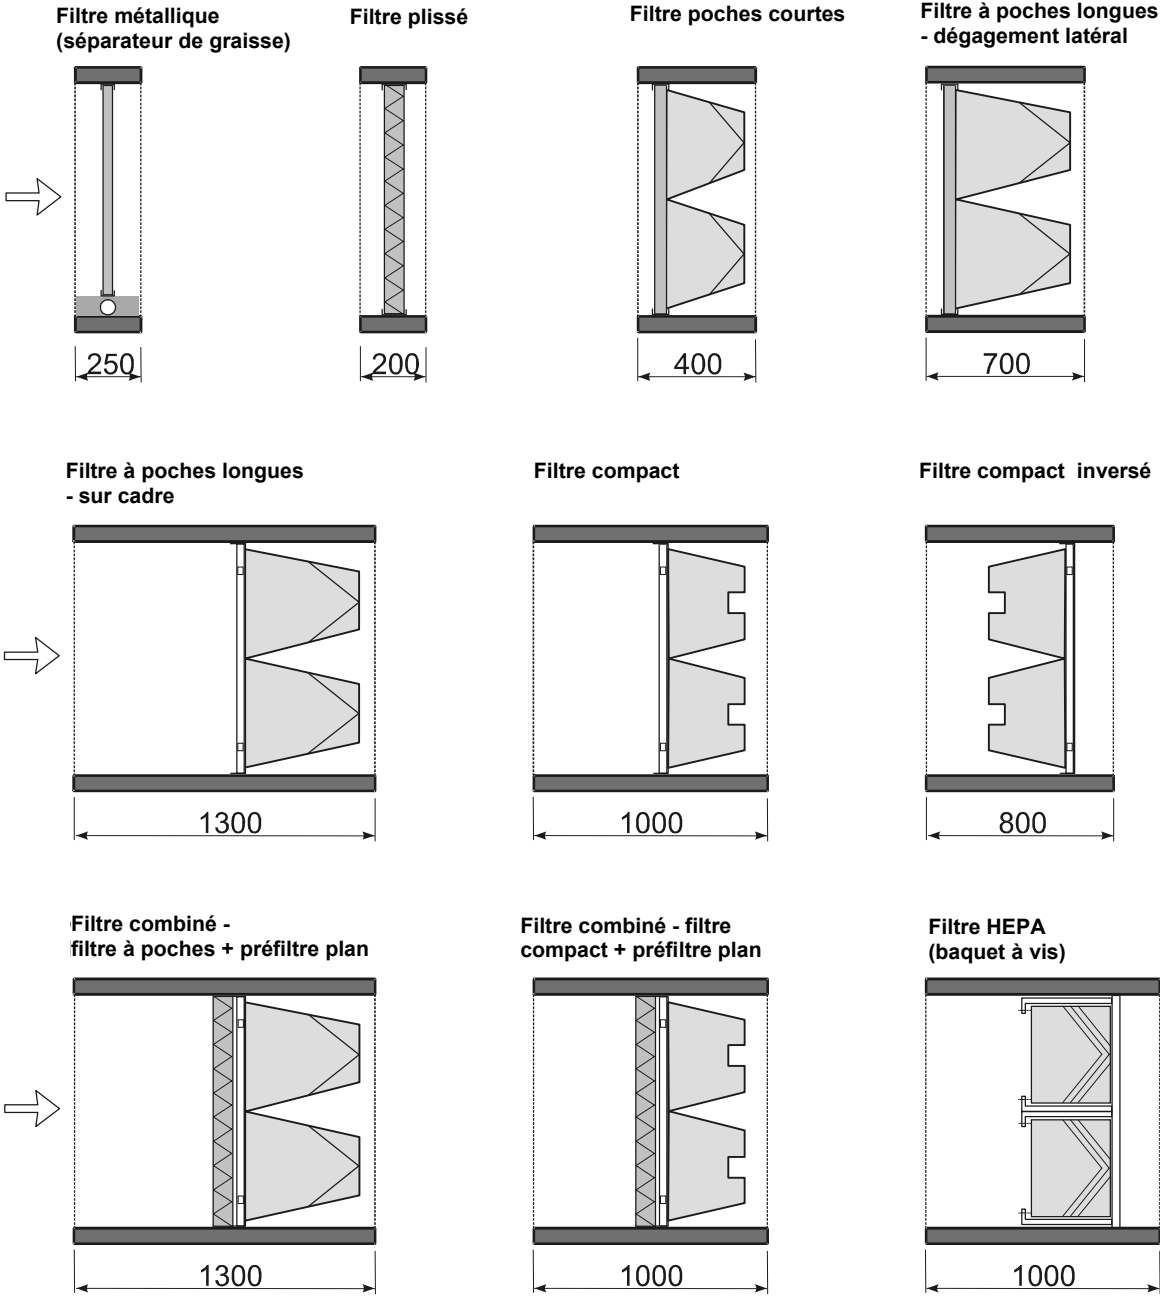 Filtre métallique
(séparateur de graisse)
Filtre plissé
Filtre poches courtes
Filtre à poches longues
- dégagement latéral
250
200
400
700
Filtre à poches longues
- sur cadre
Filtre compact
Filtre compact inversé
1300
1000
800
Filtre combiné -
filtre à poches + préfiltre plan
Filtre combiné - filtre
compact + préfiltre plan
Filtre HEPA
(baquet à vis)
1300
1000
1000